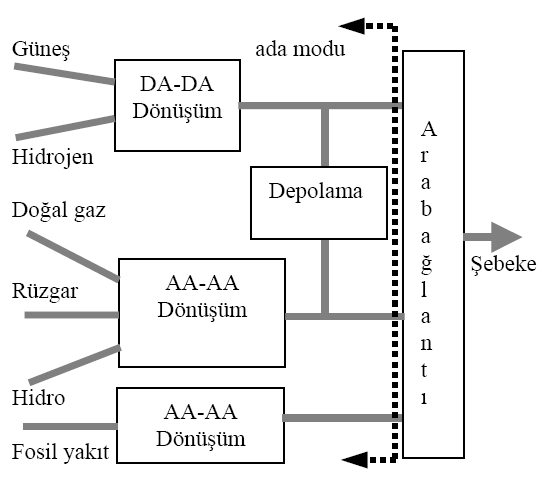 Güneş
ada modu
DA-DA
Dönüşüm
Hidrojen
Depolama
Doğal gaz
Rüzgar
AA-AA
Dönüşüm
Hidro
AA-AA
Dönüşüm
Fosil yakıt
Arabağlantı
Şebeke